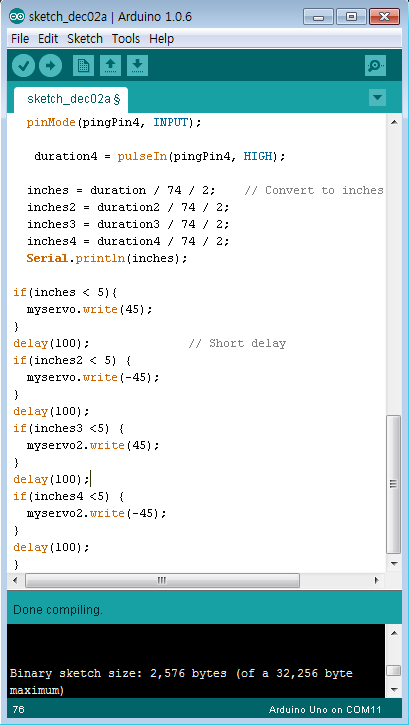 sketch_dec02a | Arduino 1.0.6
File Edit Sketch Tools Help
sketch_dec02a §
pinMode(pingPin4, INPUT);
duration4 = pulseIn(pingPin4, HIGH);
inches = duration / 74 / 2;    // Convert to inches
inches2 = duration2 / 74 / 2;
inches3 = duration3 / 74 / 2;
inches4 = duration4 / 74 / 2;
Serial.println(inches);
if(inches < 5){
myservo.write(45);
}
delay(100);              // Short delay
if(inches2 < 5) {
myservo.write(-45);
}
delay(100);
if(inches3 <5) {
myservo2.write(45);
}
delay(100);
if(inches4 <5) {
myservo2.write(-45);
}
delay(100);
}
Done compiling.
Binary sketch size: 2,576 bytes (of a 32,256 byte
maximum)
76 Arduino Uno on COM11